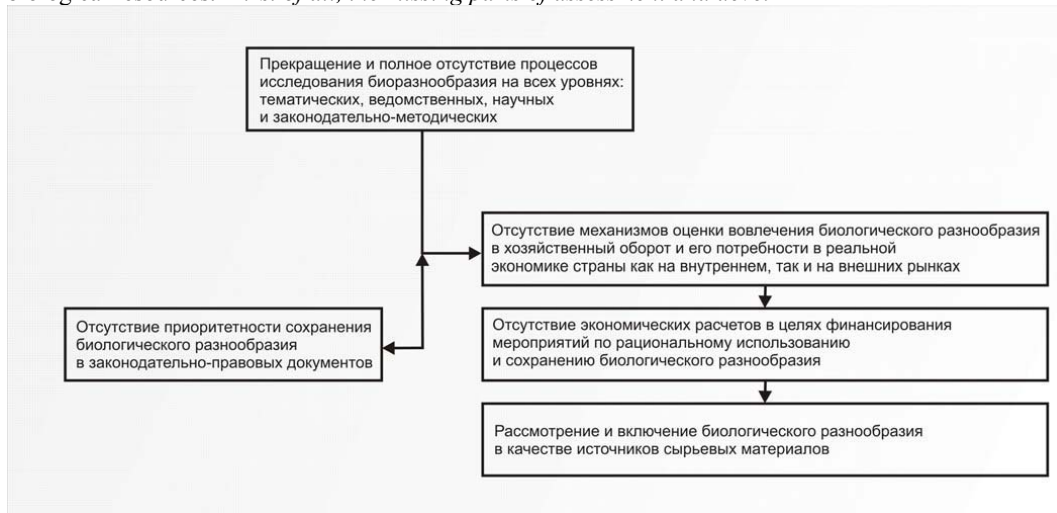 Прекращение и полное отсутствие процессов
исследования биоразнообразия на всех уровнях:
тематических, ведомственных, научных
и законодательно-методических
Отсутствие механизмов оценки вовлечения биологического разнообразия
в хозяйственный оборот и его потребности в реальной
экономике страны как на внутреннем, так и на внешних рынках
Отсутствие приоритетности сохранения
биологического разнообразия
в законодательно-правовых документов
Отсутствие экономических расчетов в целях финансирования
мероприятий по рациональному использованию
и сохранению биологического разнообразия
Рассмотрение и включение биологического разнообразия
в качестве источников сырьевых материалов